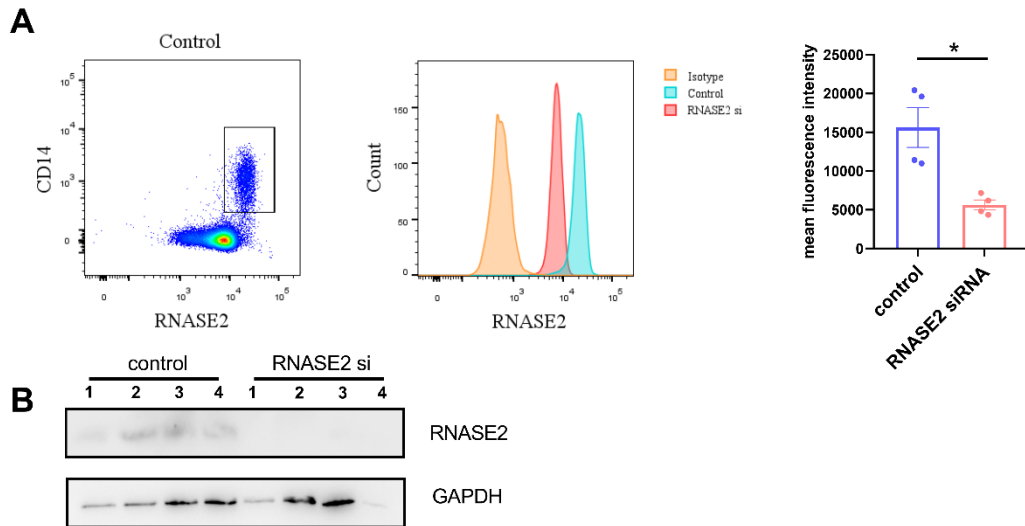 A
Control
CD14
10^5
10^4
10^3
0
0
10^3
10^4
10^5
RNASE2
Count
150
100
50
0
0
10^3
10^4
10^5
RNASE2
Isotype
Control
RNASE2 si
mean fluorescence intensity
25000
20000
15000
10000
5000
0
*
control
RNASE2 siRNA
B
control RNASE2 si
1 2 3 4 1 2 3 4
RNASE2
GAPDH